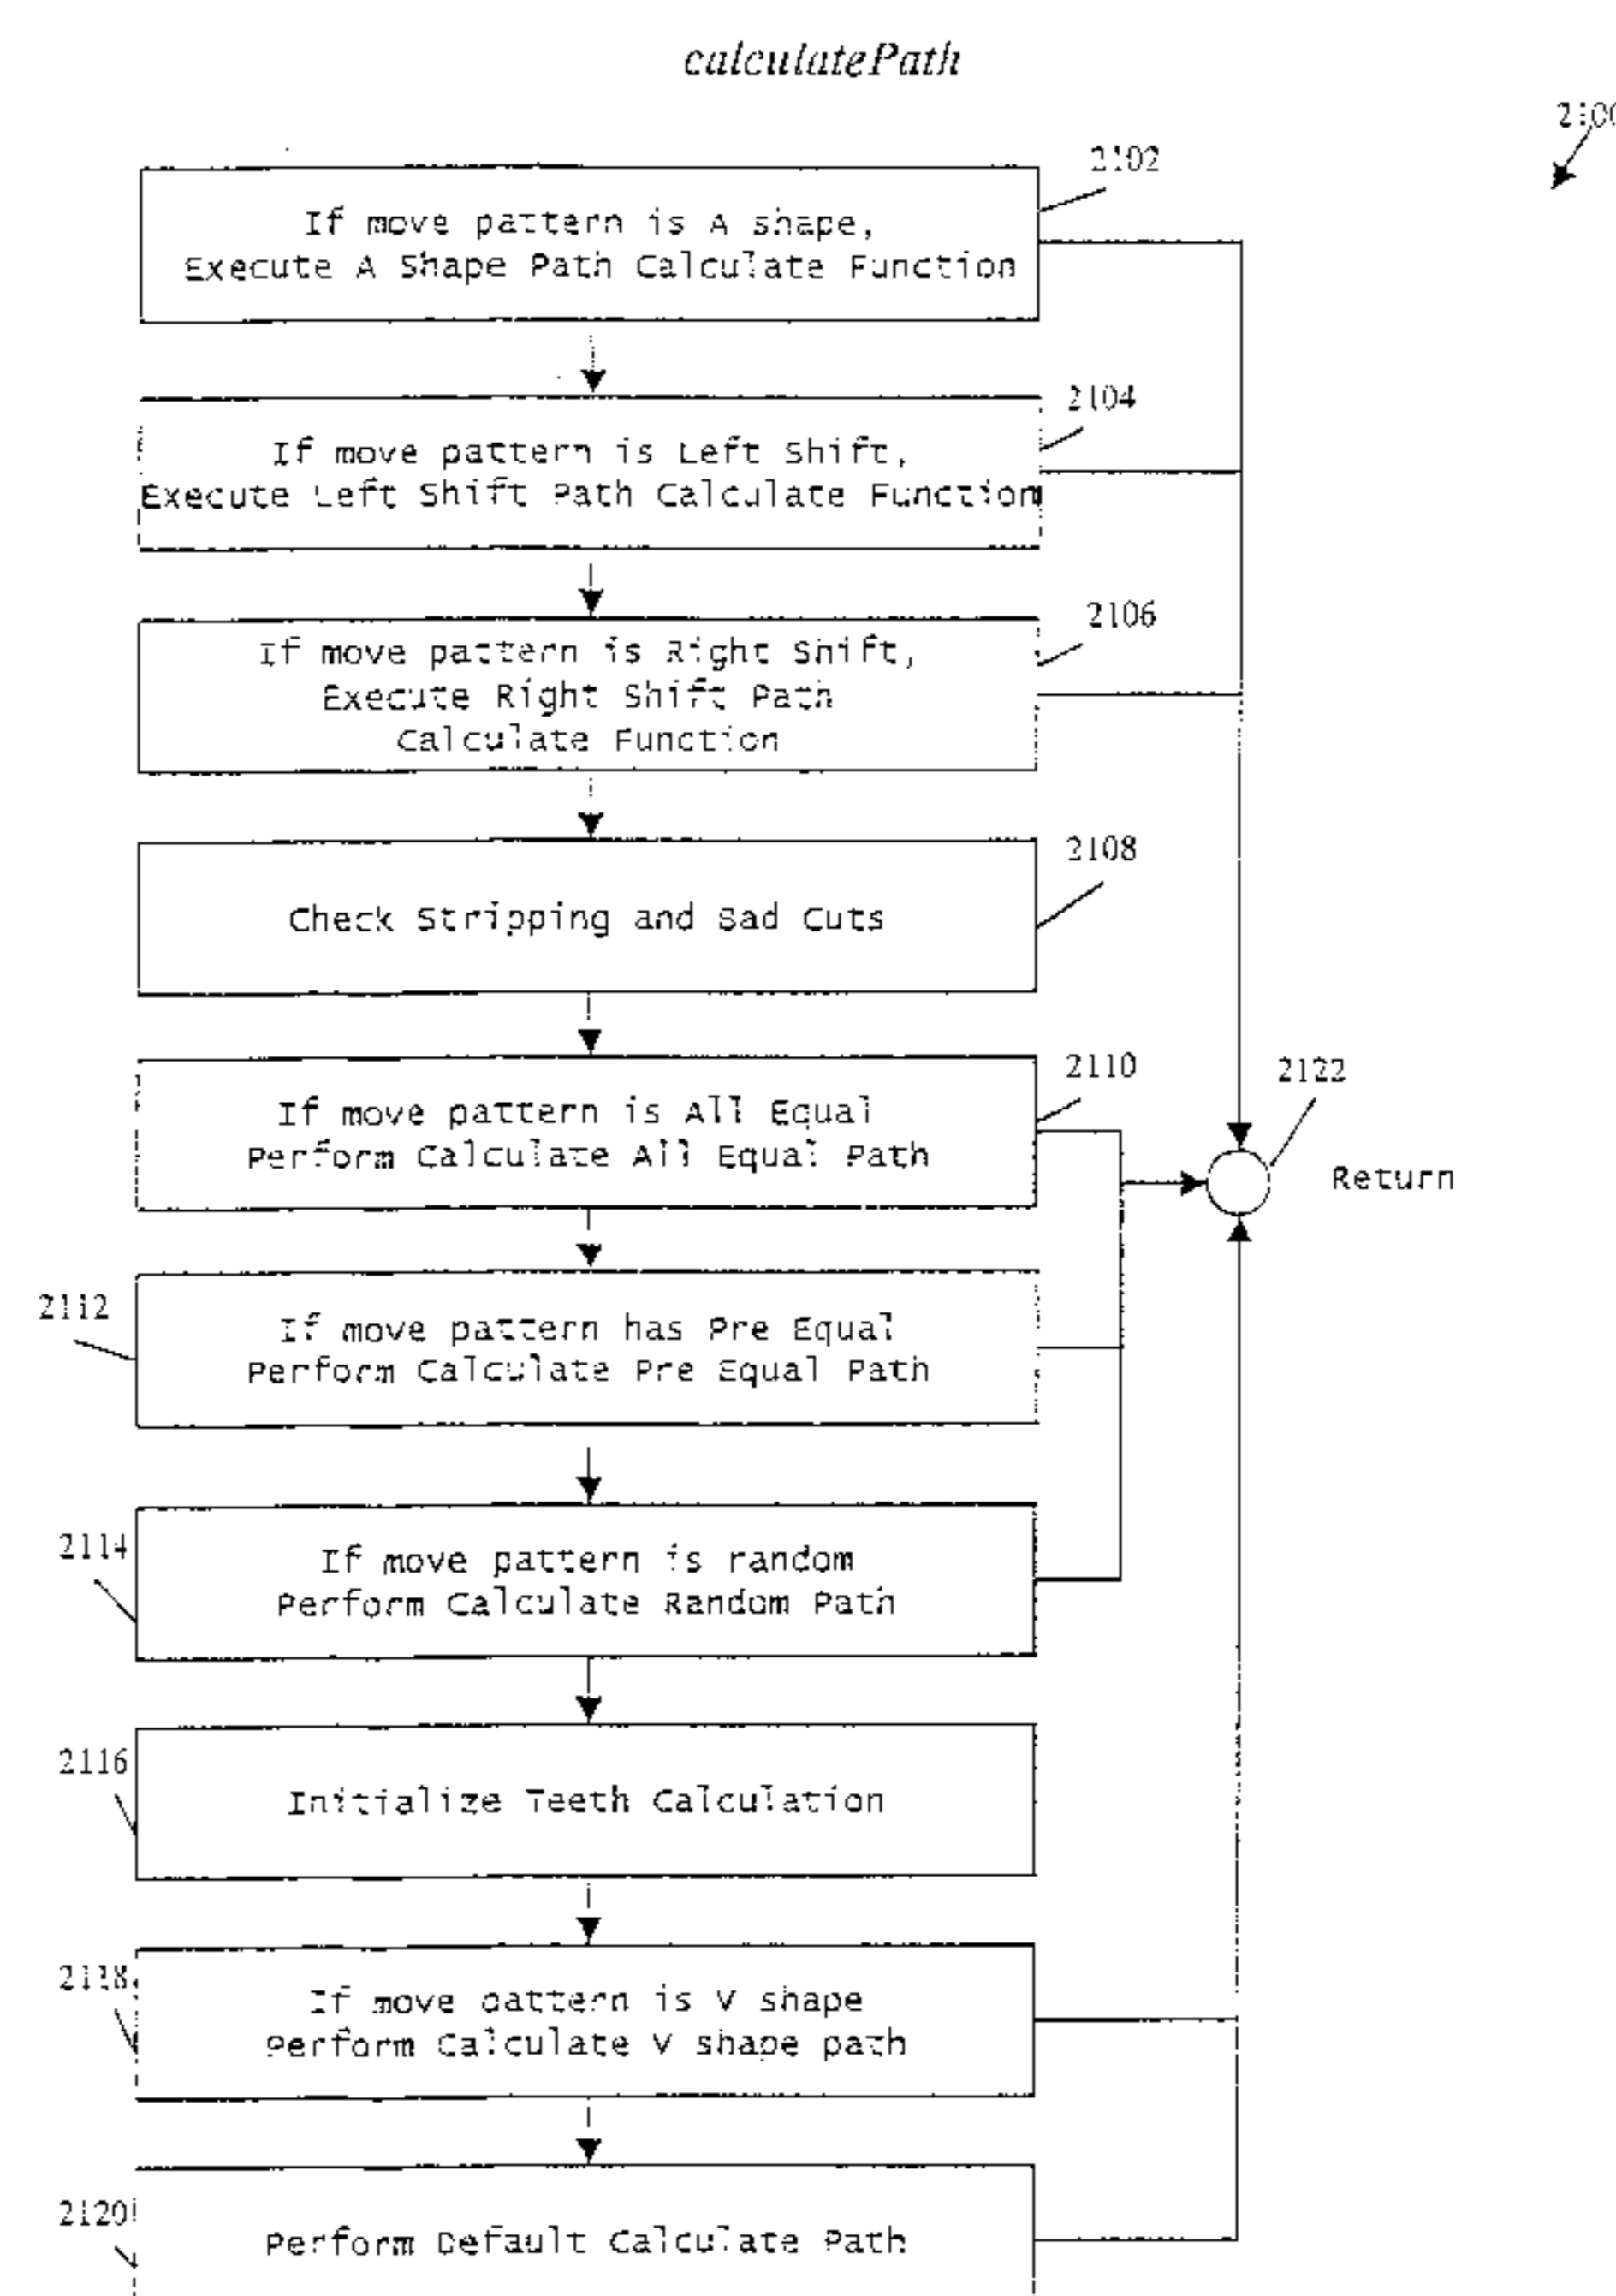 calculatePath
2100
2102
If move pattern is A shape,
Execute A Shape Path Calculate Function
2104
If move pattern is Left Shift,
Execute Left Shift Path Calculate Function
2106
If move pattern is Right Shift,
Execute Right Shift Path
Calculate Function
2108
Check Stripping and Bad Cuts
2110
If move pattern is All Equal
Perform Calculate All Equal Path
2122
Return
2112
If move pattern has Pre Equal
Perform Calculate Pre Equal Path
2114
If move pattern is random
Perform Calculate Random Path
2116
Initialize Teeth Calculation
2118
If move pattern is V shape
Perform Calculate V shape path
2120
Perform Default Calculate Path